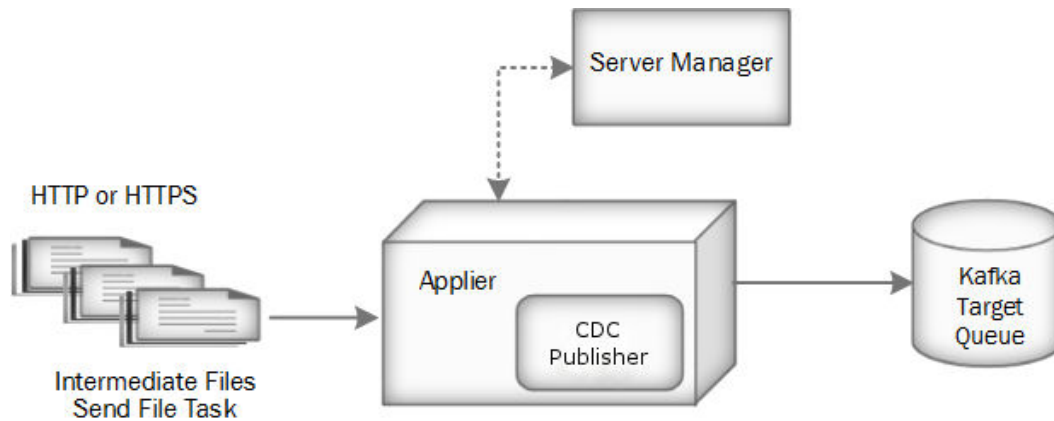 Server Manager
HTTP or HTTPS
Applier
CDC
Publisher
Kafka
Target
Queue
Intermediate Files
Send File Task